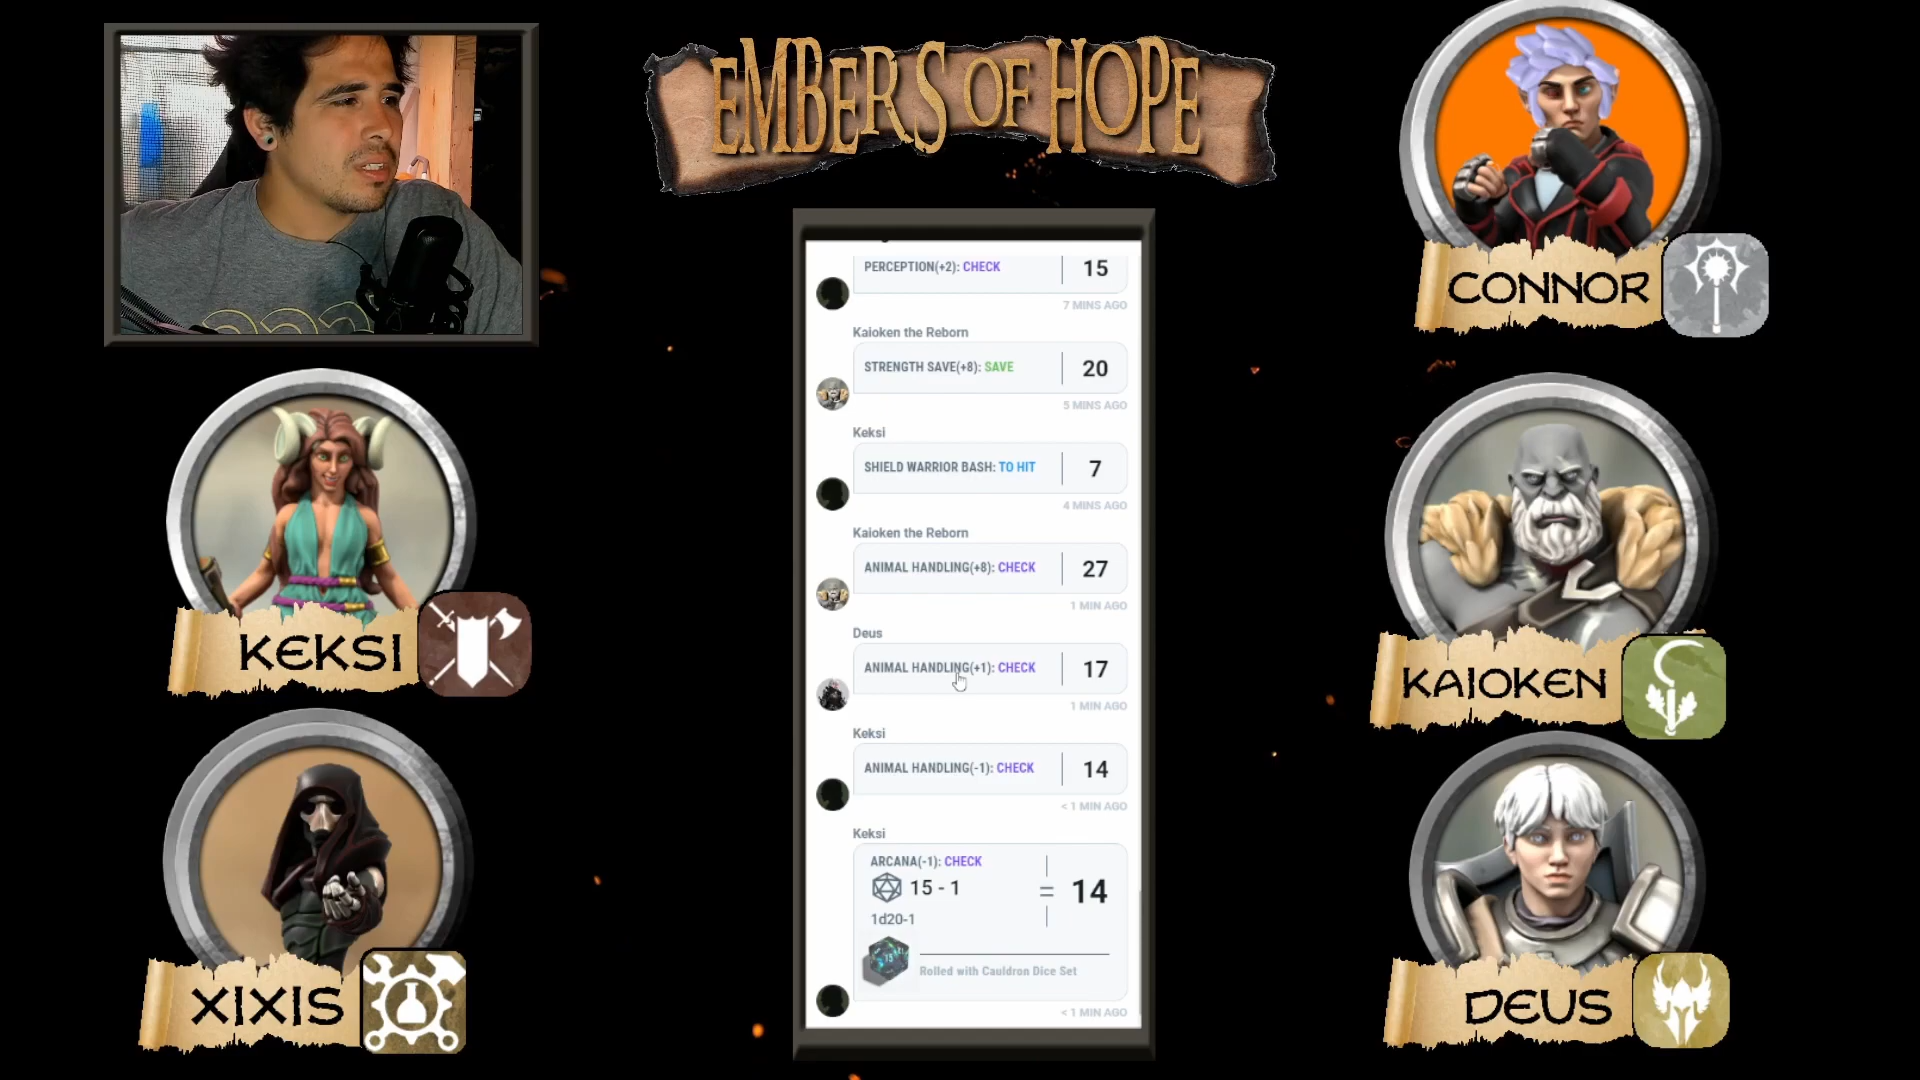 EMBERS OF HOPE
CONNOR
KEKSI
KAIOKEN
XIXIS
DEUS
PERCEPTION(+2): CHECK
15
7 MINS AGO
Kaioken the Reborn
STRENGTH SAVE(+8): SAVE
20
5 MINS AGO
Keksi
SHIELD WARRIOR BASH: TO HIT
7
4 MINS AGO
Kaioken the Reborn
ANIMAL HANDLING(+8): CHECK
27
1 MIN AGO
Deus
ANIMAL HANDLING(+1): CHECK
17
1 MIN AGO
Keksi
ANIMAL HANDLING(-1): CHECK
14
< 1 MIN AGO
Keksi
ARCANA(-1): CHECK
15 - 1
= 14
1d20-1
Rolled with Cauldron Dice Set
< 1 MIN AGO